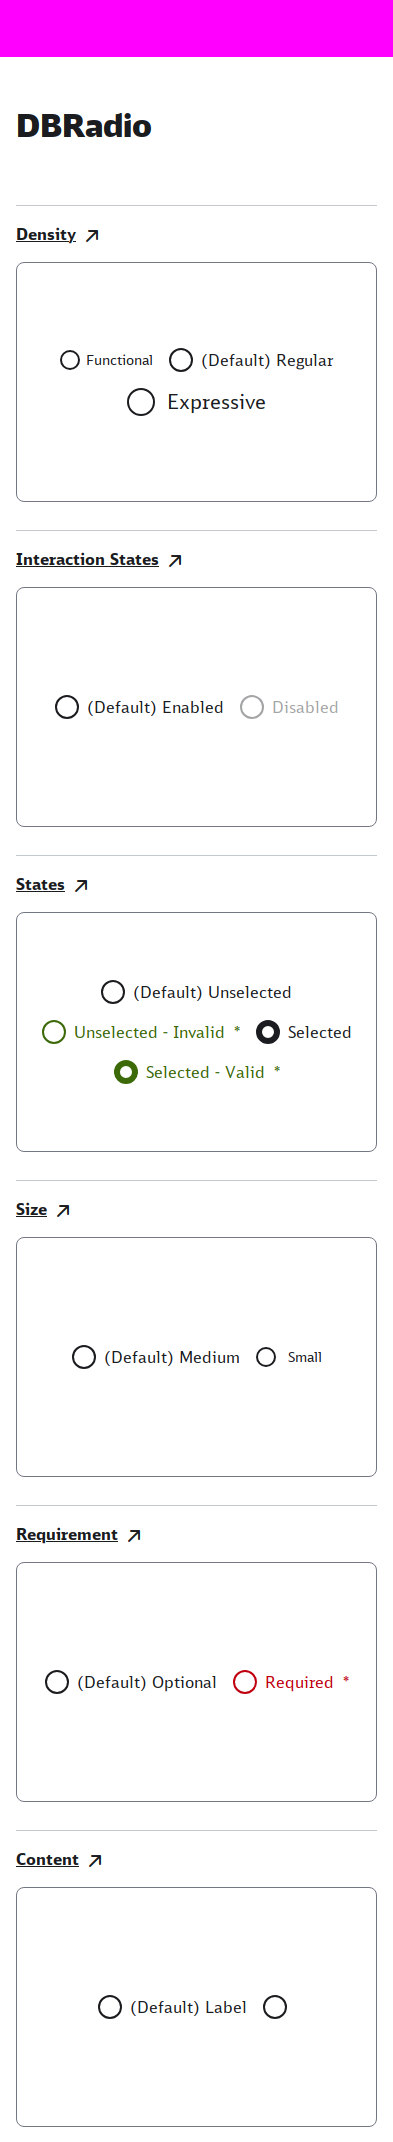 DBRadio
Density
Functional (Default) Regular
Expressive
Interaction States
(Default) Enabled Disabled
States
(Default) Unselected
Unselected - Invalid * Selected
Selected - Valid *
Size
(Default) Medium Small
Requirement
(Default) Optional Required *
Content
(Default) Label